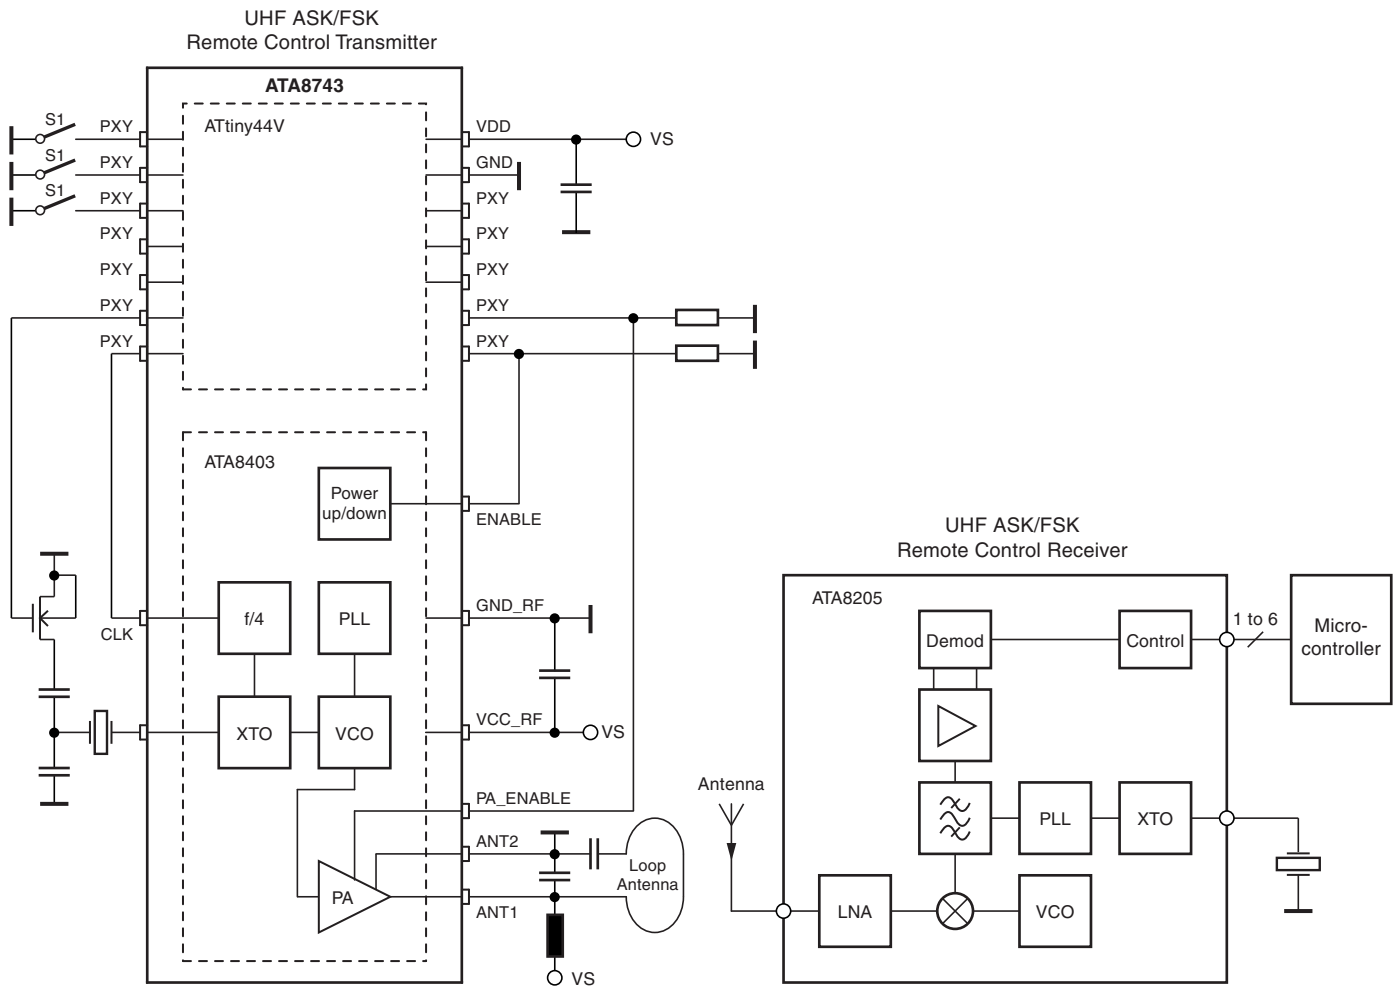 UHF ASK/FSK
Remote Control Transmitter
ATA8743
ATtiny44V
S1
PXY
S1
PXY
S1
PXY
PXY
PXY
PXY
PXY
VDD
VS
GND
PXY
PXY
PXY
PXY
PXY
ATA8403
Power
up/down
ENABLE
f/4
PLL
GND_RF
CLK
XTO
VCO
VCC_RF
VS
PA_ENABLE
ANT2
PA
ANT1
Loop
Antenna
VS
UHF ASK/FSK
Remote Control Receiver
ATA8205
Demod
Control
1 to 6
Micro-
controller
Antenna
PLL
XTO
LNA
VCO